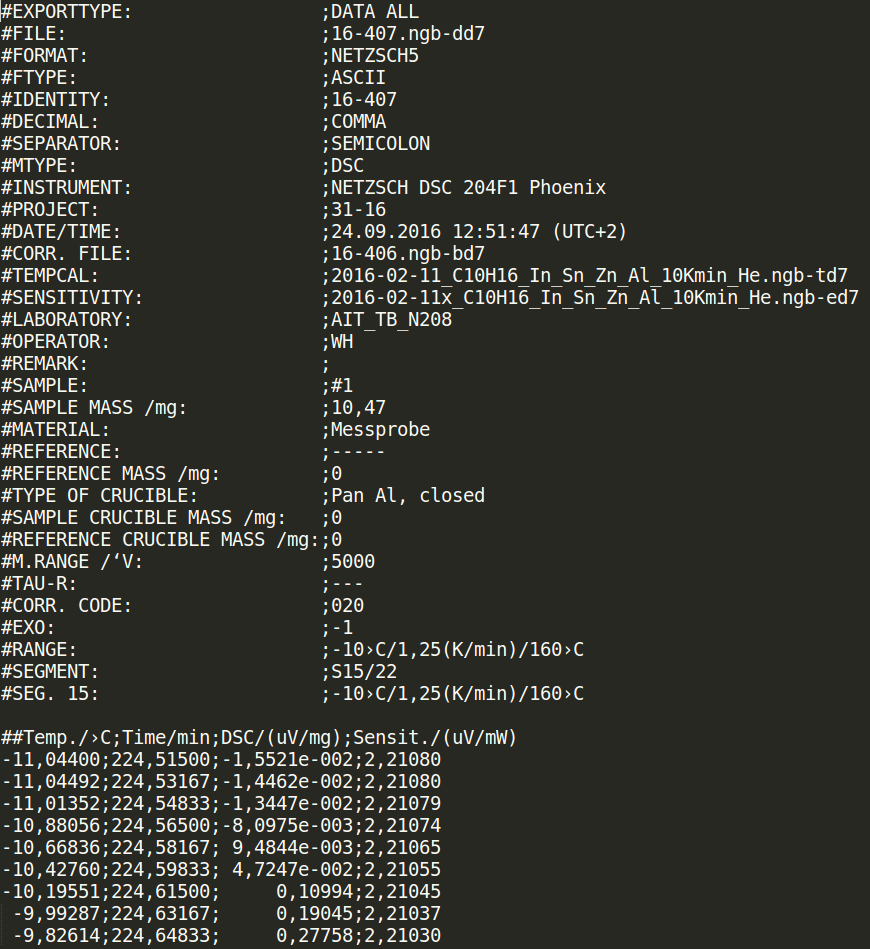 #EXPORTTYPE:                 ;DATA ALL
#FILE:                       ;16-407.ngb-dd7
#FORMAT:                     ;NETZSCH5
#FTYPE:                      ;ASCII
#IDENTITY:                   ;16-407
#DECIMAL:                    ;COMMA
#SEPARATOR:                  ;SEMICOLON
#MTYPE:                      ;DSC
#INSTRUMENT:                 ;NETZSCH DSC 204F1 Phoenix
#PROJECT:                    ;31-16
#DATE/TIME:                  ;24.09.2016 12:51:47 (UTC+2)
#CORR. FILE:                 ;16-406.ngb-bd7
#TEMPCAL:                    ;2016-02-11_C10H16_In_Sn_Zn_Al_10Kmin_He.ngb-td7
#SENSITIVITY:                ;2016-02-11x_C10H16_In_Sn_Zn_Al_10Kmin_He.ngb-ed7
#LABORATORY:                 ;AIT_TB_N208
#OPERATOR:                   ;WH
#REMARK:                     ;
#SAMPLE:                     ;#1
#SAMPLE MASS /mg:            ;10,47
#MATERIAL:                   ;Messprobe
#REFERENCE:                  ;-----
#REFERENCE MASS /mg:         ;0
#TYPE OF CRUCIBLE:           ;Pan Al, closed
#SAMPLE CRUCIBLE MASS /mg:   ;0
#REFERENCE CRUCIBLE MASS /mg:;0
#M.RANGE /‘V:                ;5000
#TAU-R:                      ;---
#CORR. CODE:                 ;020
#EXO:                        ;-1
#RANGE:                      ;-10›C/1,25(K/min)/160›C
#SEGMENT:                    ;S15/22
#SEG. 15:                    ;-10›C/1,25(K/min)/160›C

##Temp./›C;Time/min;DSC/(uV/mg);Sensit./(uV/mW)
-11,04400;224,51500;-1,5521e-002;2,21080
-11,04492;224,53167;-1,4462e-002;2,21080
-11,01352;224,54833;-1,3447e-002;2,21079
-10,88056;224,56500;-8,0975e-003;2,21074
-10,66836;224,58167; 9,4844e-003;2,21065
-10,42760;224,59833; 4,7247e-002;2,21055
-10,19551;224,61500;     0,10994;2,21045
 -9,99287;224,63167;     0,19045;2,21037
 -9,82614;224,64833;     0,27758;2,21030